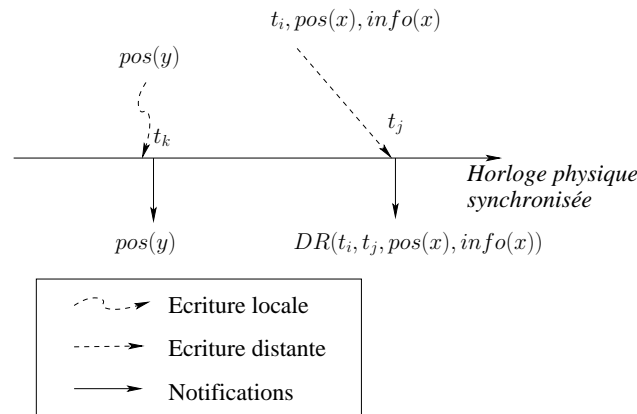 t_i, pos(x), info(x)
pos(y)
t_k
t_j
Horloge physique
synchronisée
pos(y)
DR(t_i, t_j, pos(x), info(x))
Ecriture locale
Ecriture distante
Notifications